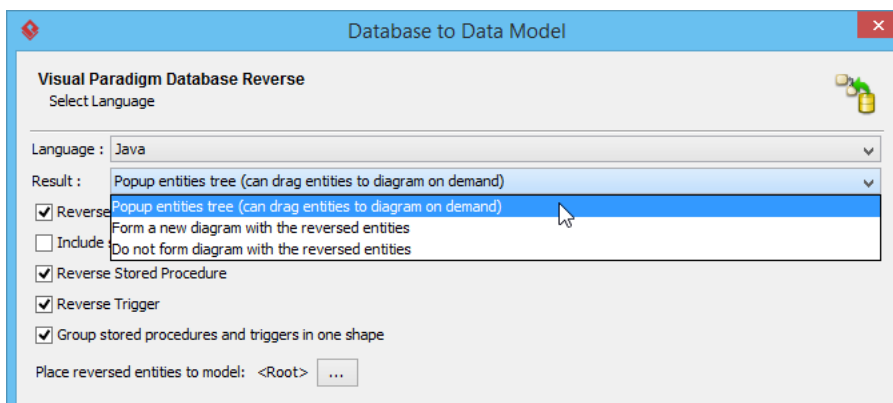 Database to Data Model
Visual Paradigm Database Reverse
Select Language
Language : Java
Result : Popup entities tree (can drag entities to diagram on demand)
Reverse Popup entities tree (can drag entities to diagram on demand)
Form a new diagram with the reversed entities
Include Do not form diagram with the reversed entities
Reverse Stored Procedure
Reverse Trigger
Group stored procedures and triggers in one shape
Place reversed entities to model: <Root> ...